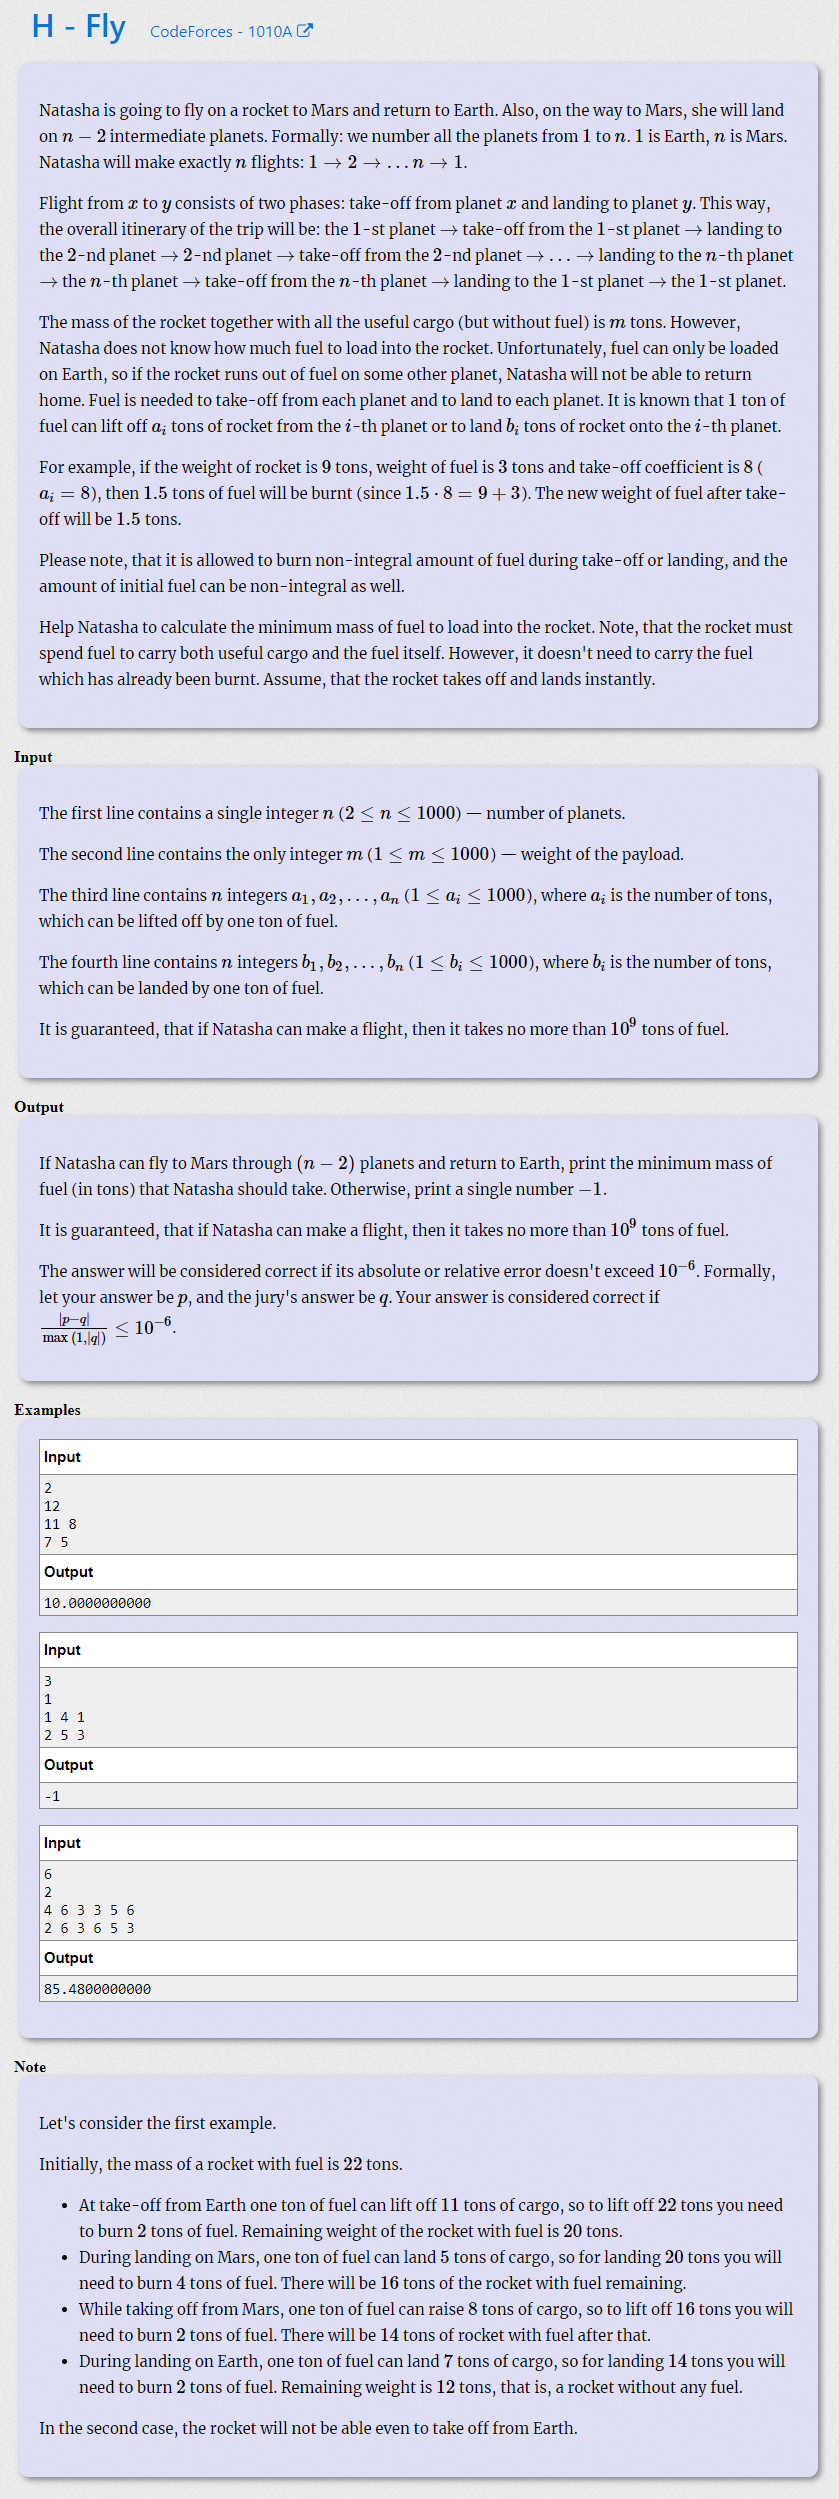 H - Fly CodeForces - 1010A
Natasha is going to fly on a rocket to Mars and return to Earth. Also, on the way to Mars, she will land
on n − 2 intermediate planets. Formally: we number all the planets from 1 to n. 1 is Earth, n is Mars.
Natasha will make exactly n flights: 1 → 2 → … n → 1.
Flight from x to y consists of two phases: take-off from planet x and landing to planet y. This way,
the overall itinerary of the trip will be: the 1-st planet → take-off from the 1-st planet → landing to
the 2-nd planet → 2-nd planet → take-off from the 2-nd planet → … → landing to the n-th planet
→ the n-th planet → take-off from the n-th planet → landing to the 1-st planet → the 1-st planet.
The mass of the rocket together with all the useful cargo (but without fuel) is m tons. However,
Natasha does not know how much fuel to load into the rocket. Unfortunately, fuel can only be loaded
on Earth, so if the rocket runs out of fuel on some other planet, Natasha will not be able to return
home. Fuel is needed to take-off from each planet and to land to each planet. It is known that 1 ton of
fuel can lift off a_i tons of rocket from the i-th planet or to land b_i tons of rocket onto the i-th planet.
For example, if the weight of rocket is 9 tons, weight of fuel is 3 tons and take-off coefficient is 8 (
a_i = 8), then 1.5 tons of fuel will be burnt (since 1.5 · 8 = 9 + 3). The new weight of fuel after take-
off will be 1.5 tons.
Please note, that it is allowed to burn non-integral amount of fuel during take-off or landing, and the
amount of initial fuel can be non-integral as well.
Help Natasha to calculate the minimum mass of fuel to load into the rocket. Note, that the rocket must
spend fuel to carry both useful cargo and the fuel itself. However, it doesn't need to carry the fuel
which has already been burnt. Assume, that the rocket takes off and lands instantly.
Input
The first line contains a single integer n (2 ≤ n ≤ 1000) — number of planets.
The second line contains the only integer m (1 ≤ m ≤ 1000) — weight of the payload.
The third line contains n integers a_1, a_2, …, a_n (1 ≤ a_i ≤ 1000), where a_i is the number of tons,
which can be lifted off by one ton of fuel.
The fourth line contains n integers b_1, b_2, …, b_n (1 ≤ b_i ≤ 1000), where b_i is the number of tons,
which can be landed by one ton of fuel.
It is guaranteed, that if Natasha can make a flight, then it takes no more than 10^9 tons of fuel.
Output
If Natasha can fly to Mars through (n − 2) planets and return to Earth, print the minimum mass of
fuel (in tons) that Natasha should take. Otherwise, print a single number −1.
It is guaranteed, that if Natasha can make a flight, then it takes no more than 10^9 tons of fuel.
The answer will be considered correct if its absolute or relative error doesn't exceed 10^−6. Formally,
let your answer be p, and the jury's answer be q. Your answer is considered correct if
|p−q| / max (1,|q|) ≤ 10^−6.
Examples
Input
2
12
11 8
7 5
Output
10.0000000000
Input
3
1
1 4 1
2 5 3
Output
-1
Input
6
2
4 6 3 3 5 6
2 6 3 6 5 3
Output
85.4800000000
Note
Let's consider the first example.
Initially, the mass of a rocket with fuel is 22 tons.
• At take-off from Earth one ton of fuel can lift off 11 tons of cargo, so to lift off 22 tons you need
to burn 2 tons of fuel. Remaining weight of the rocket with fuel is 20 tons.
• During landing on Mars, one ton of fuel can land 5 tons of cargo, so for landing 20 tons you will
need to burn 4 tons of fuel. There will be 16 tons of the rocket with fuel remaining.
• While taking off from Mars, one ton of fuel can raise 8 tons of cargo, so to lift off 16 tons you will
need to burn 2 tons of fuel. There will be 14 tons of rocket with fuel after that.
• During landing on Earth, one ton of fuel can land 7 tons of cargo, so for landing 14 tons you will
need to burn 2 tons of fuel. Remaining weight is 12 tons, that is, a rocket without any fuel.
In the second case, the rocket will not be able even to take off from Earth.